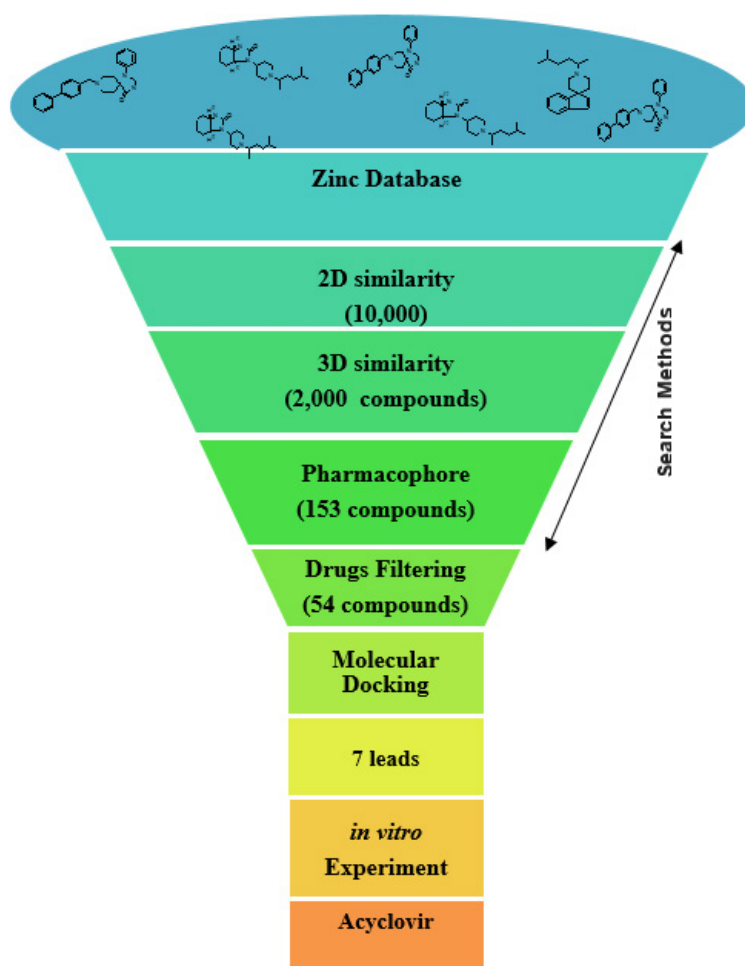 Zinc Database
2D similarity
(10,000)
3D similarity
(2,000 compounds)
Search Methods
Pharmacophore
(153 compounds)
Drugs Filtering
(54 compounds)
Molecular
Docking
7 leads
in vitro
Experiment
Acyclovir